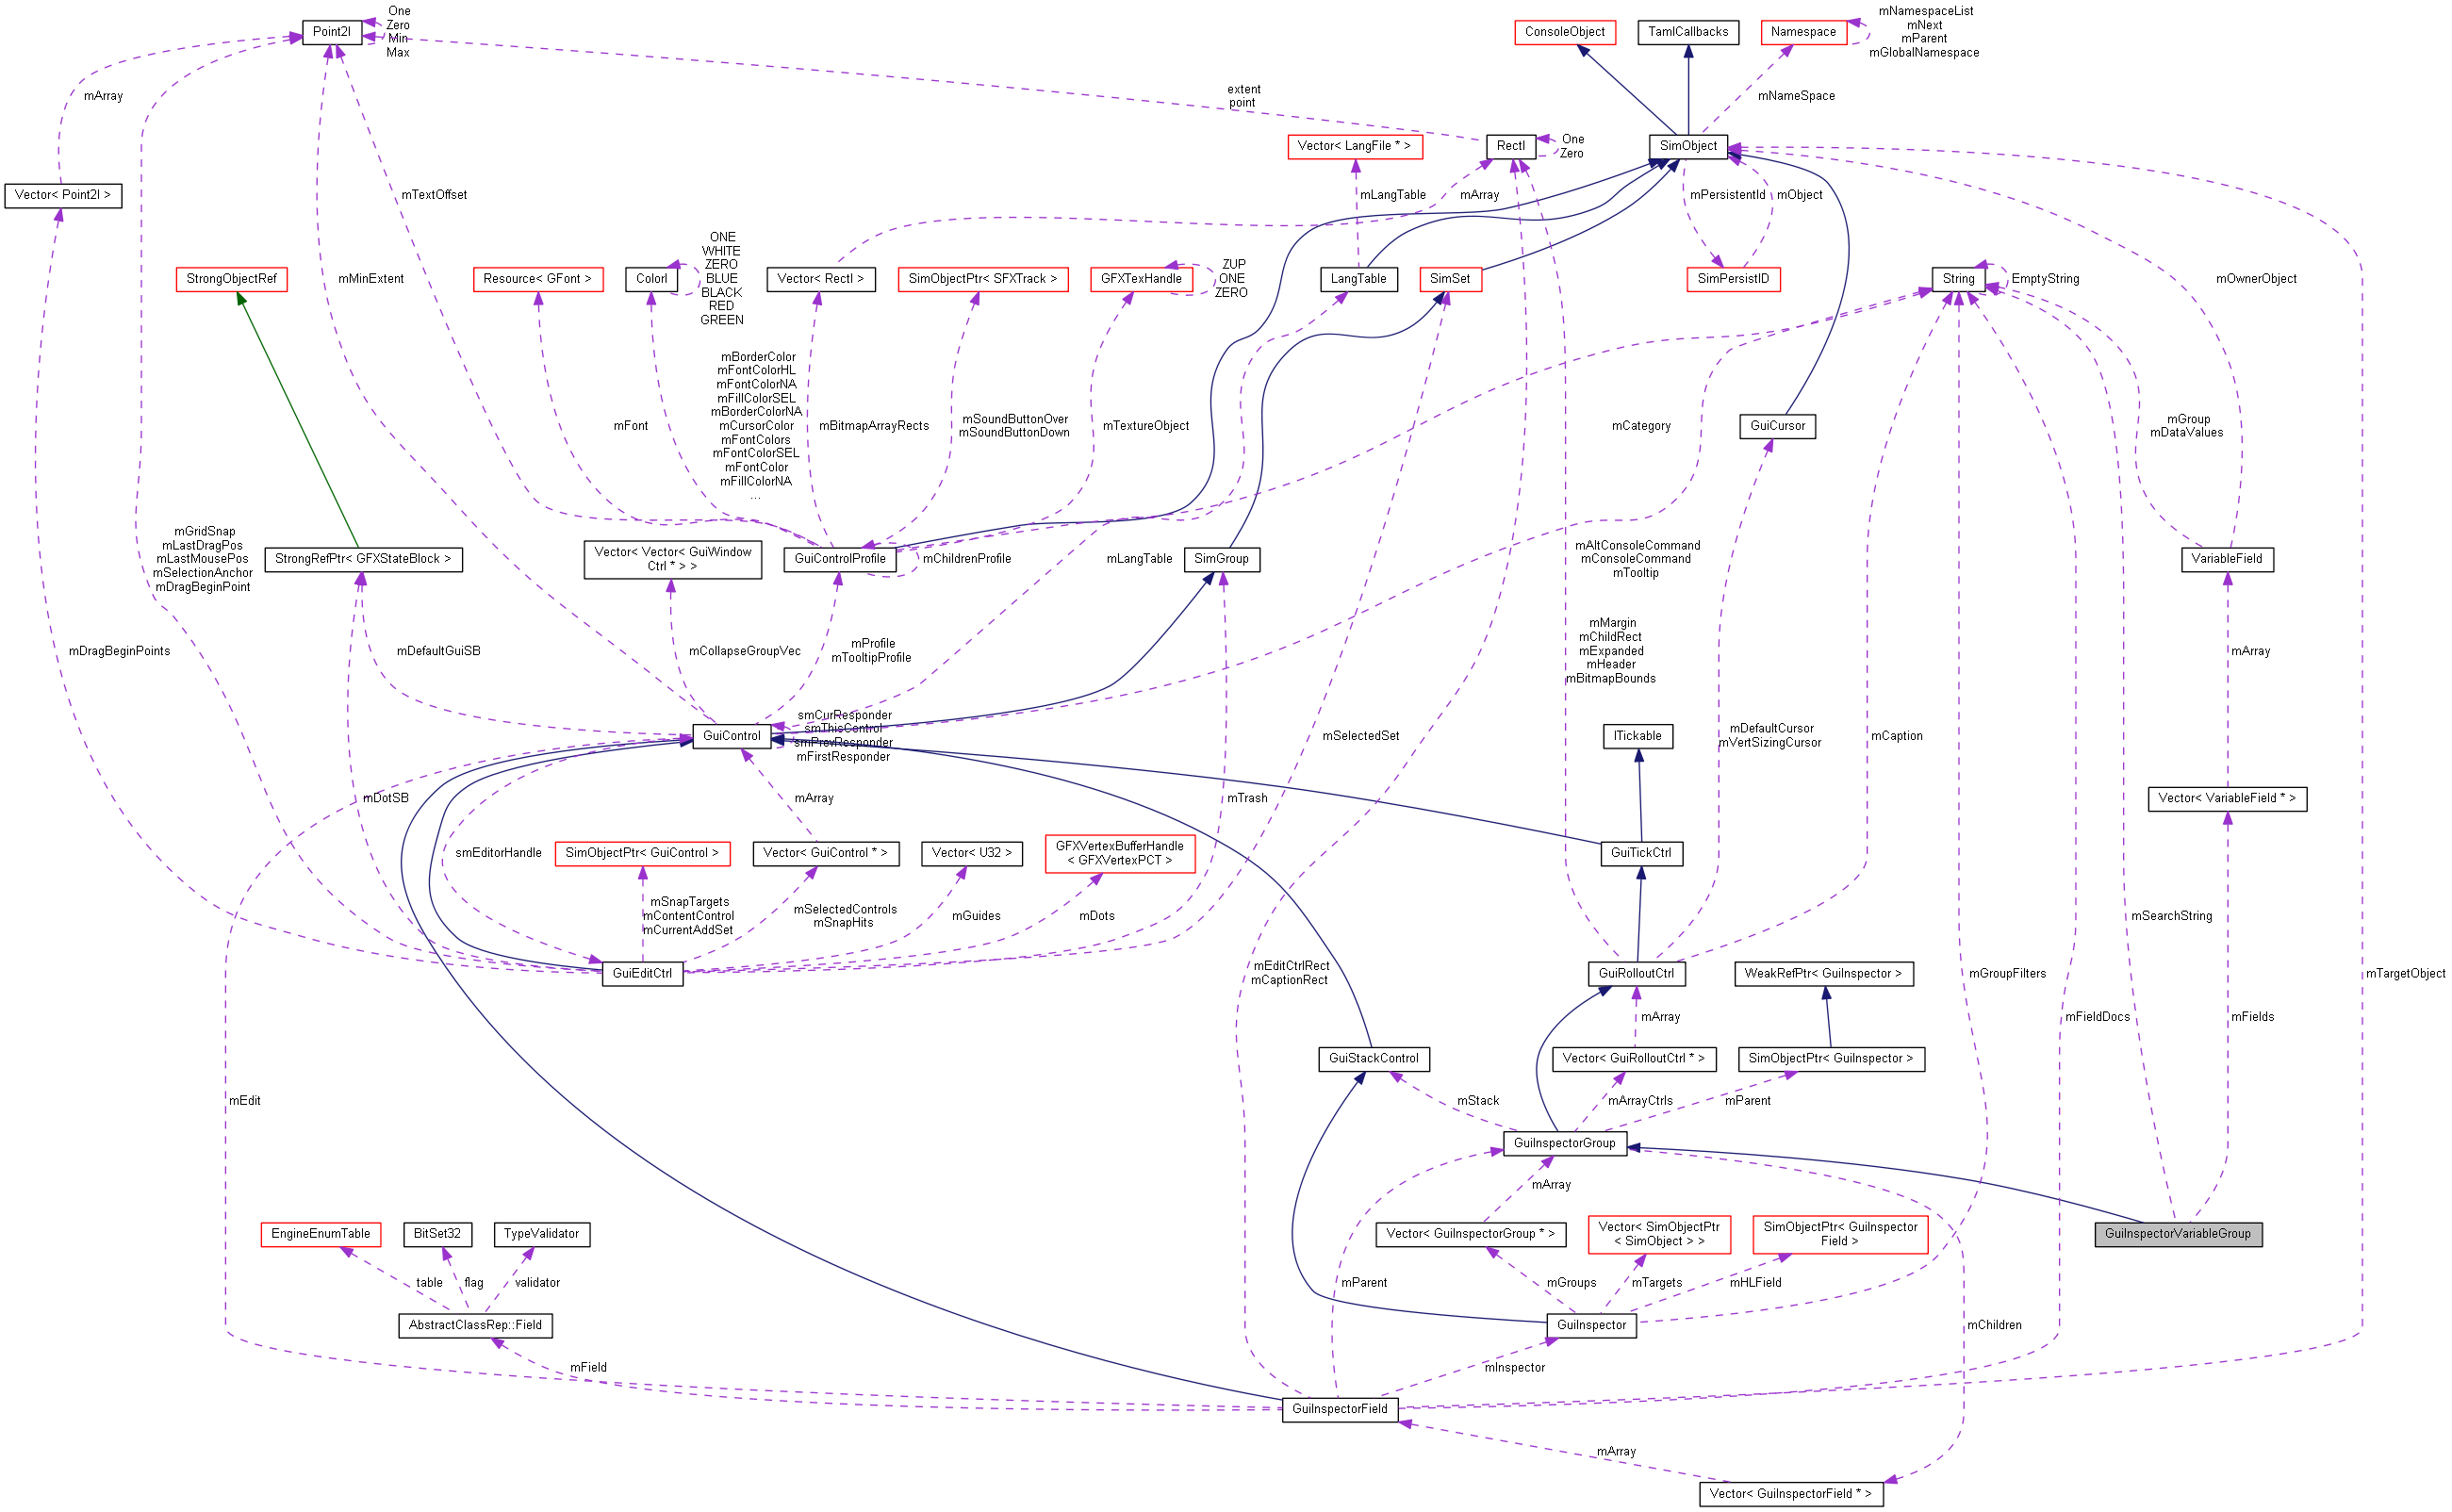 One
Zero
Min
Max
Point2I
ConsoleObject
TamlCallbacks
Namespace
mNamespaceList
mNext
mParent
mGlobalNamespace
mArray
extent
point
mNameSpace
Vector< LangFile * >
RectI
One
Zero
SimObject
Vector< Point2I >
mTextOffset
mLangTable
mArray
mPersistentId
mObject
ONE
WHITE
ZERO
BLUE
BLACK
RED
GREEN
mMinExtent
StrongObjectRef
Resource< GFont >
ColorI
Vector< RectI >
SimObjectPtr< SFXTrack >
GFXTexHandle
ZUP
ONE
ZERO
LangTable
SimSet
SimPersistID
String
EmptyString
mOwnerObject
mBorderColor
mFontColorHL
mFontColorNA
mFillColorSEL
mBorderColorNA
mCursorColor
mFontColors
mFontColorSEL
mFontColor
mFillColorNA
...
mFont
mBitmapArrayRects
mSoundButtonOver
mSoundButtonDown
mTextureObject
mCategory
GuiCursor
mGroup
mDataValues
mGridSnap
mLastDragPos
mLastMousePos
mSelectionAnchor
mDragBeginPoint
StrongRefPtr< GFXStateBlock >
Vector< Vector< GuiWindow
Ctrl * > >
GuiControlProfile
mChildrenProfile
mLangTable
SimGroup
mAltConsoleCommand
mConsoleCommand
mTooltip
VariableField
mDragBeginPoints
mDefaultGuiSB
mCollapseGroupVec
mProfile
mTooltipProfile
mMargin
mChildRect
mExpanded
mHeader
mBitmapBounds
mArray
GuiControl
smCurResponder
smThisControl
smPrevResponder
mFirstResponder
mSelectedSet
ITickable
mDefaultCursor
mVertSizingCursor
mCaption
mDotSB
mArray
mTrash
Vector< VariableField * >
smEditorHandle
SimObjectPtr< GuiControl >
Vector< GuiControl * >
Vector< U32 >
GFXVertexBufferHandle
< GFXVertexPCT >
GuiTickCtrl
mSnapTargets
mContentControl
mCurrentAddSet
mSelectedControls
mSnapHits
mGuides
mDots
mSearchString
GuiEditCtrl
mEditCtrlRect
mCaptionRect
GuiRolloutCtrl
WeakRefPtr< GuiInspector >
mGroupFilters
mTargetObject
mArray
mFieldDocs
mFields
GuiStackControl
Vector< GuiRolloutCtrl * >
SimObjectPtr< GuiInspector >
mEdit
mStack
mArrayCtrls
mParent
GuiInspectorGroup
mArray
EngineEnumTable
BitSet32
TypeValidator
Vector< GuiInspectorGroup * >
Vector< SimObjectPtr
< SimObject > >
SimObjectPtr< GuiInspector
Field >
GuiInspectorVariableGroup
table
flag
validator
mParent
mGroups
mTargets
mHLField
AbstractClassRep::Field
GuiInspector
mChildren
mField
mInspector
GuiInspectorField
mArray
Vector< GuiInspectorField * >